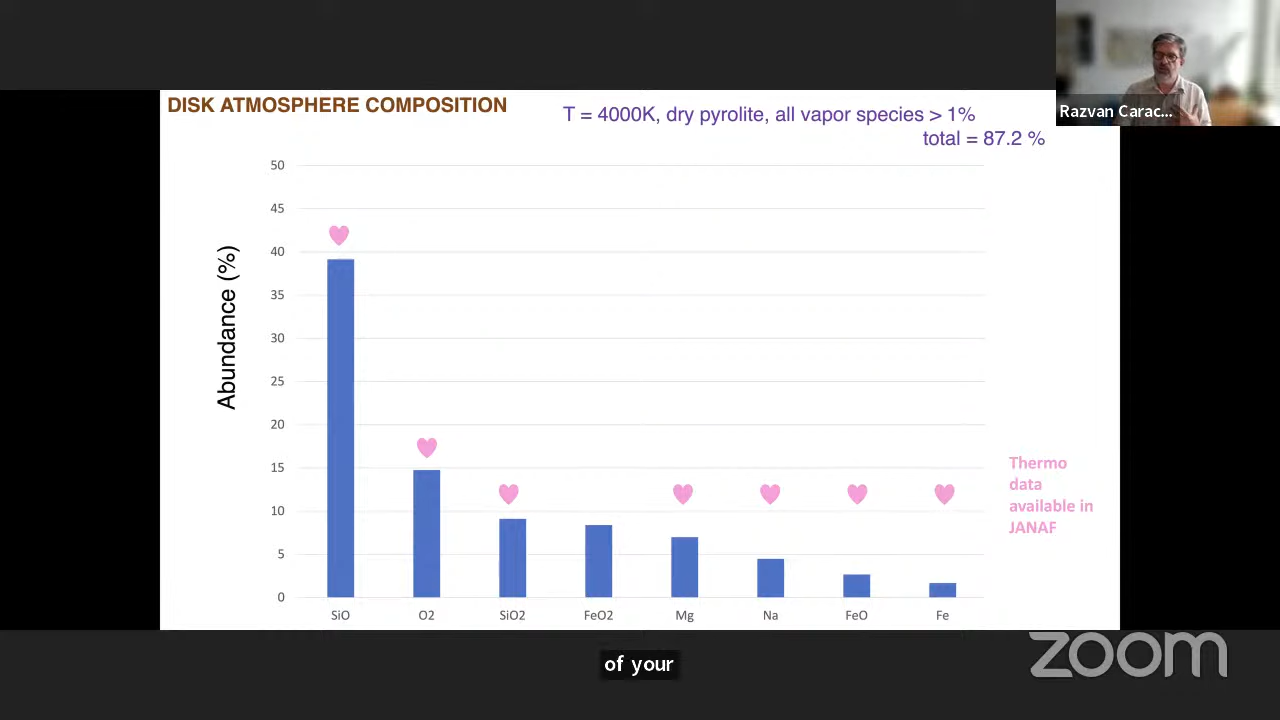 DISK ATMOSPHERE COMPOSITION
T = 4000K, dry pyrolite, all vapor species > 1%
total = 87.2 %
Razvan Carac...
Abundance (%)
50
45
40
35
30
25
20
15
10
5
0
SiO O2 SiO2 FeO2 Mg Na FeO Fe
Thermo
data
available in
JANAF
of your
zoom